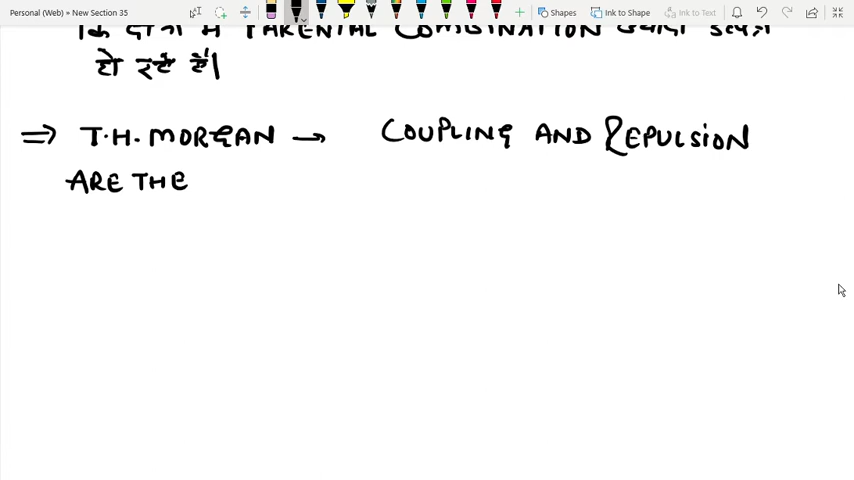 Personal (Web) » New Section 35
Shapes
Ink to Shape
Ink to Text
में PARENTAL COMBINATION
हो रहे हैं।
⇒ T.H. MORGAN → COUPLING AND REPULSION
ARE THE